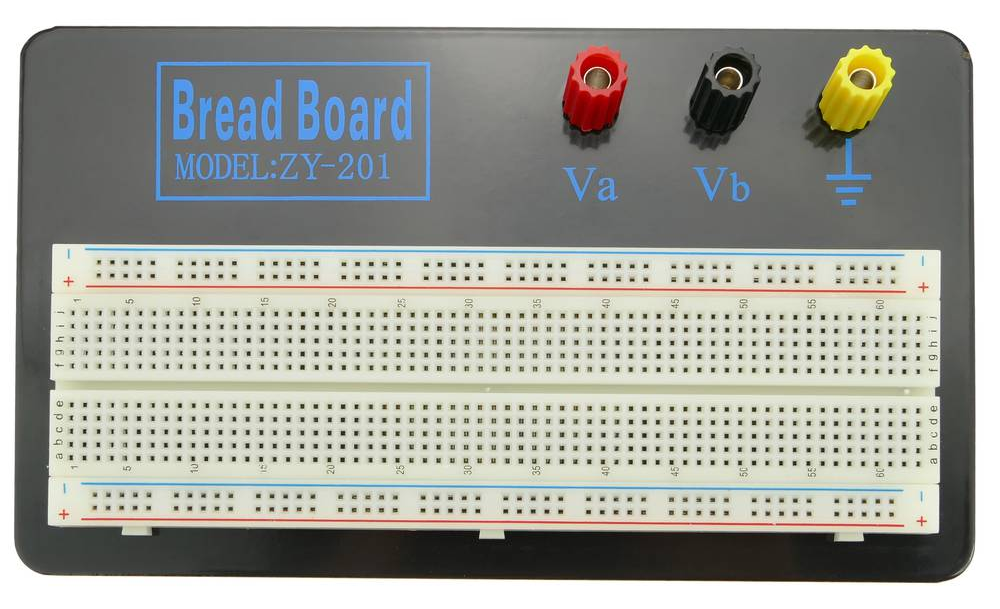 Bread Board
MODEL:ZY-201
Va Vb
- -
+ +
1 5 10 15 20 25 30 35 40 45 50 55 60
j j
i i
h h
g g
f f
e e
d d
c c
b b
a a
1 5 10 15 20 25 30 35 40 45 50 55 60
- -
+ +